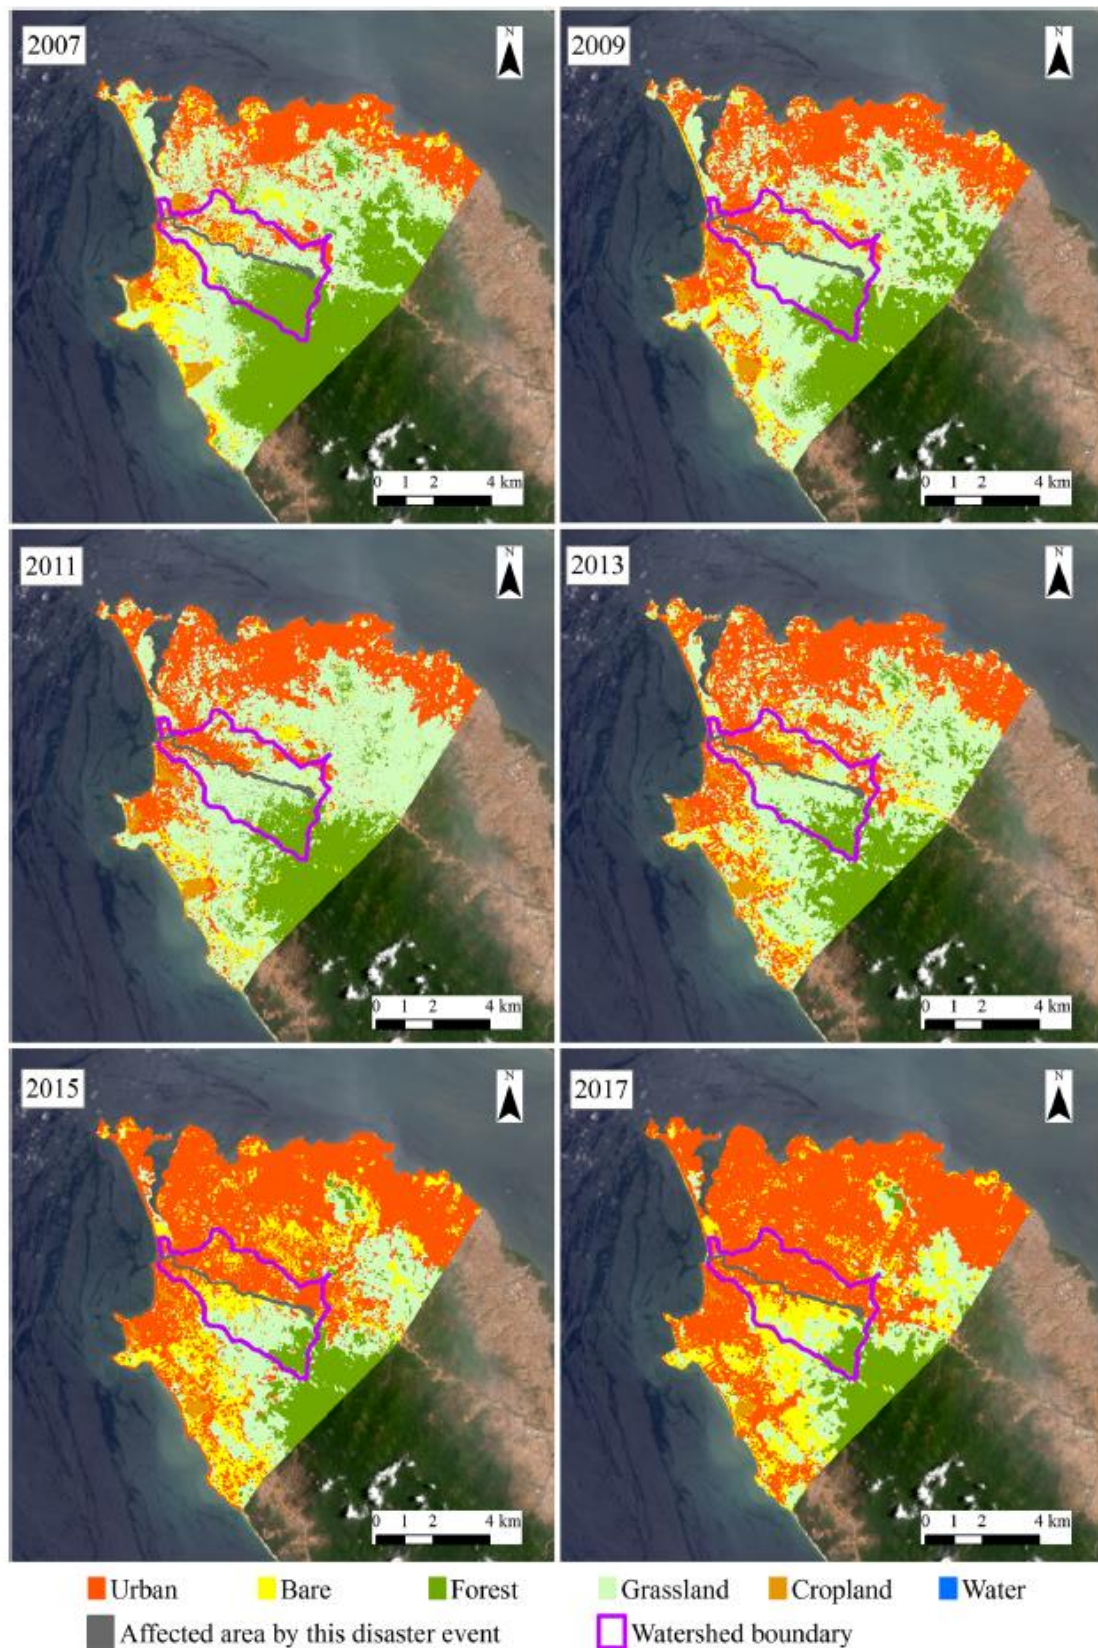 2007
N
0 1 2 4 km
2009
N
0 1 2 4 km
2011
N
0 1 2 4 km
2013
N
0 1 2 4 km
2015
N
0 1 2 4 km
2017
N
0 1 2 4 km
Urban Bare Forest Grassland Cropland Water
Affected area by this disaster event Watershed boundary